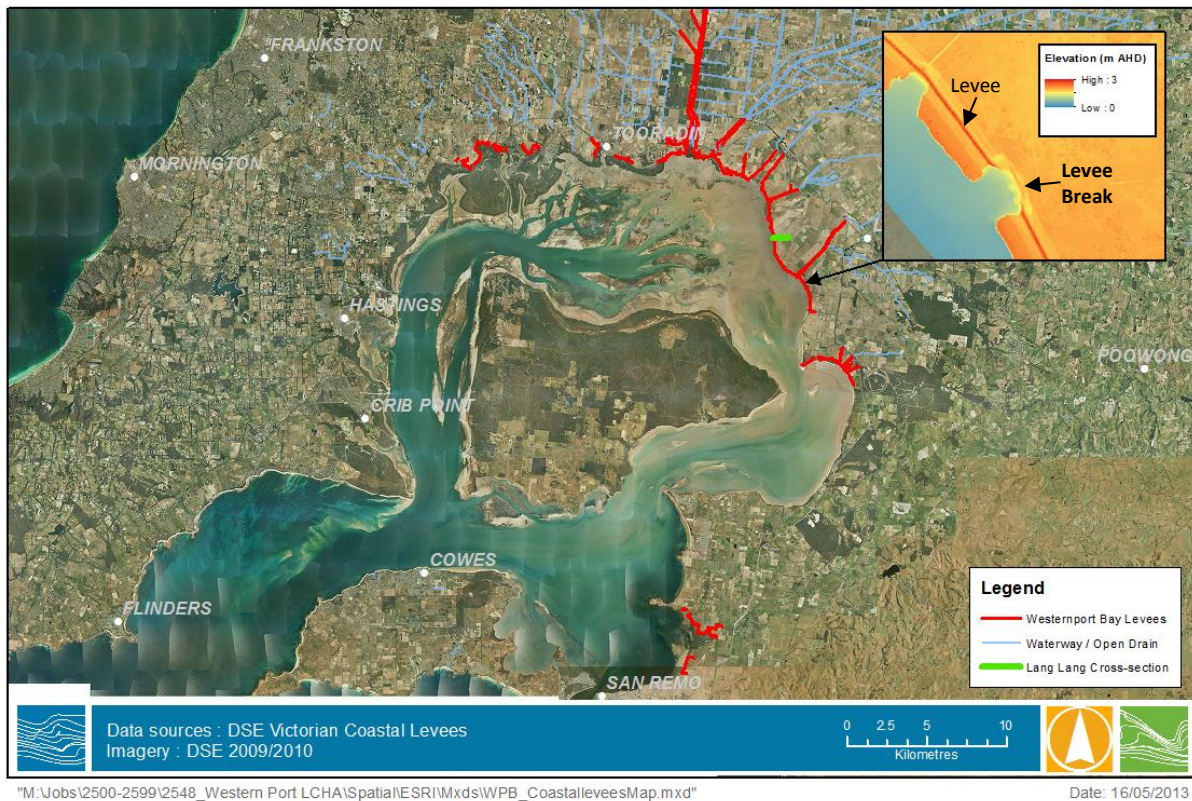 FRANKSTON
MORNINGTON
TOORADIN
HASTINGS
CRIB POINT
POOWONG
COWES
FLINDERS
SAN REMO
Levee
Levee
Break
Elevation (m AHD)
High : 3
Low : 0
Legend
Westernport Bay Levees
Waterway / Open Drain
Lang Lang Cross-section
Data sources : DSE Victorian Coastal Levees
Imagery : DSE 2009/2010
0 2.5 5 10
Kilometres
"M:\Jobs\2500-2599\2548_Western Port LCHA\Spatial\ESRI\Mxds\WPB_CoastalleveesMap.mxd"
Date: 16/05/2013